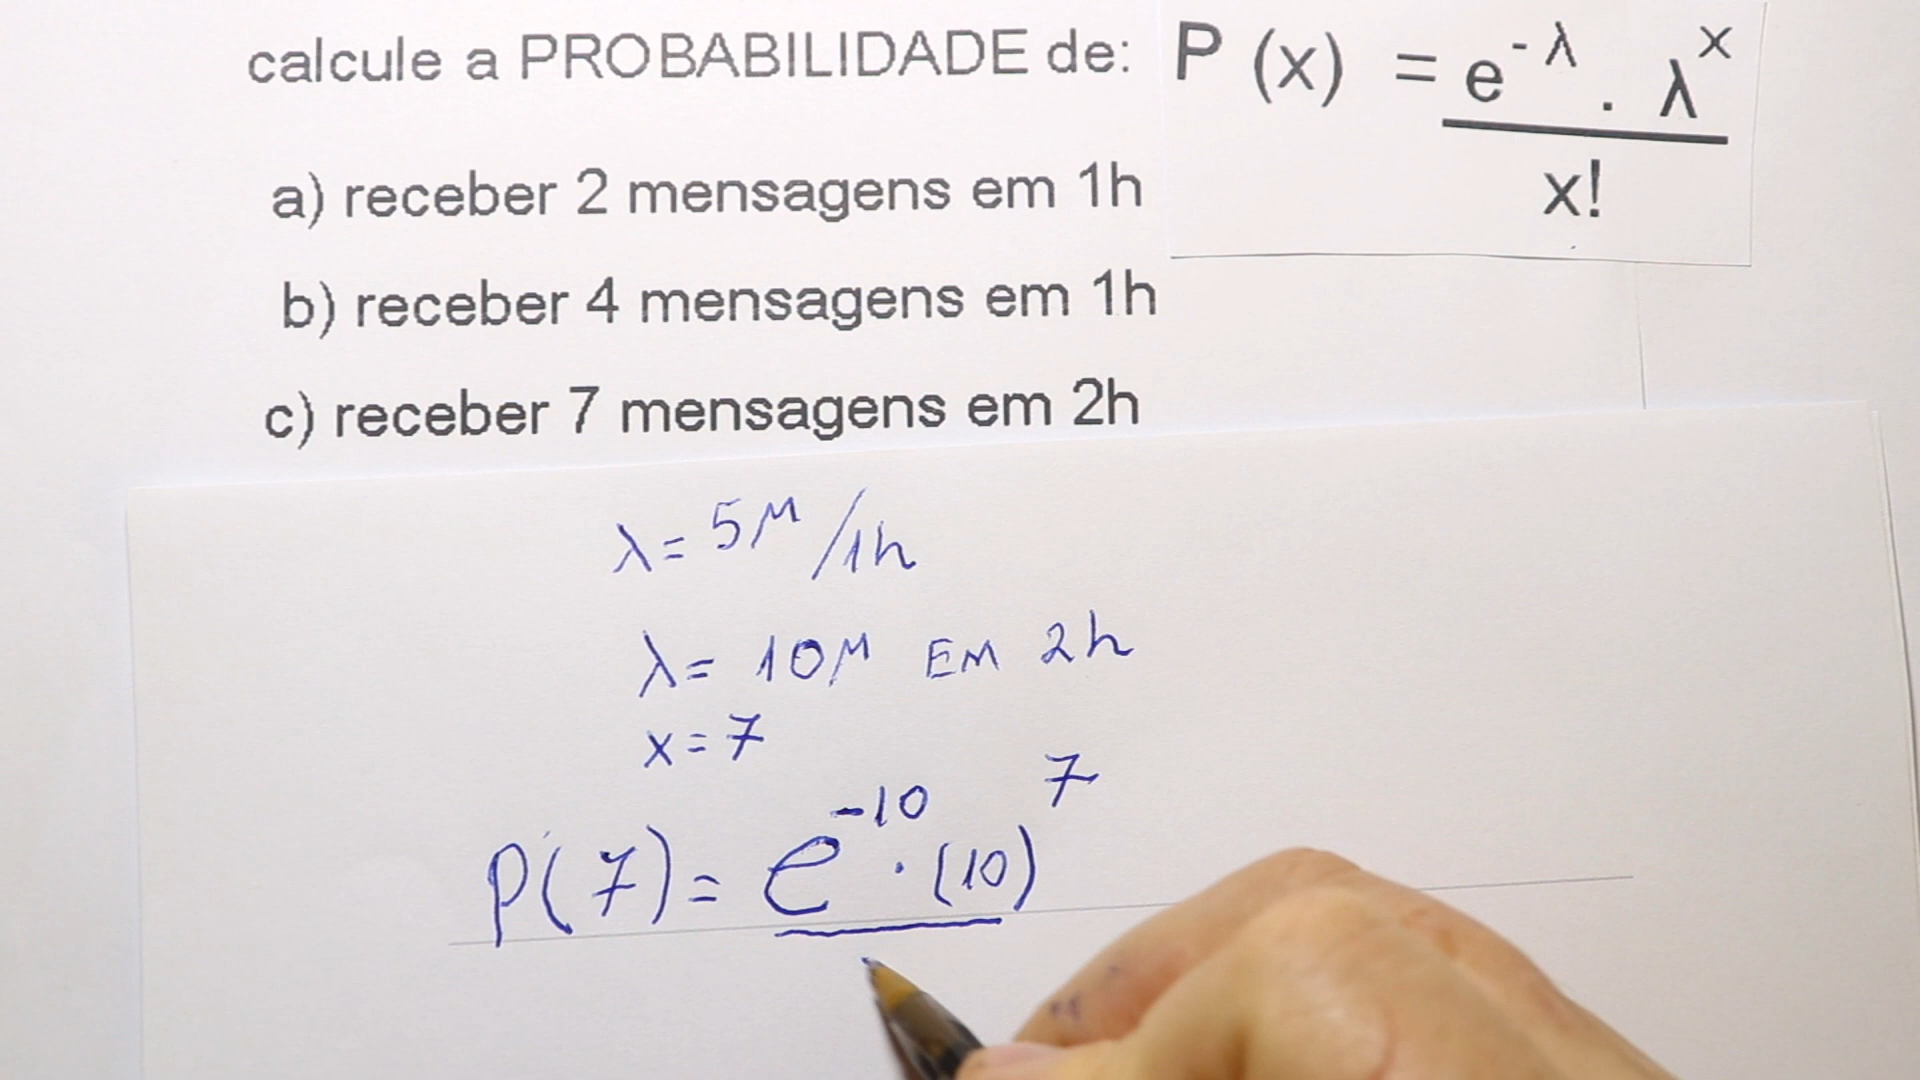 calcule a PROBABILIDADE de:
P (x) = e^-λ . λ^x
x!
a) receber 2 mensagens em 1h
b) receber 4 mensagens em 1h
c) receber 7 mensagens em 2h
λ = 5M/1h
λ = 10M EM 2h
x = 7
P(7) = e^-10 · (10)^7